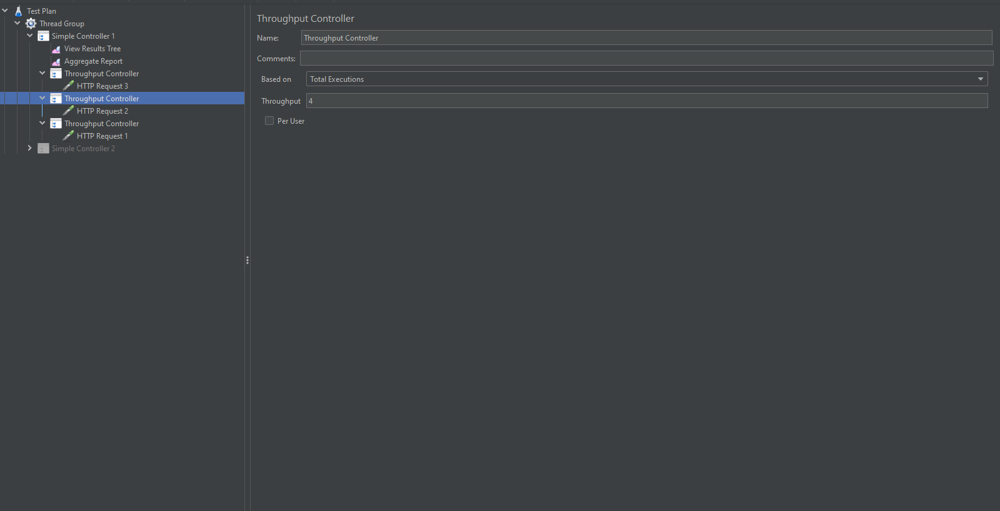 Test Plan
Thread Group
Simple Controller 1
View Results Tree
Aggregate Report
Throughput Controller
HTTP Request 3
Throughput Controller
HTTP Request 2
Throughput Controller
HTTP Request 1
Simple Controller 2
Throughput Controller
Name: Throughput Controller
Comments:
Based on Total Executions
Throughput 4
Per User